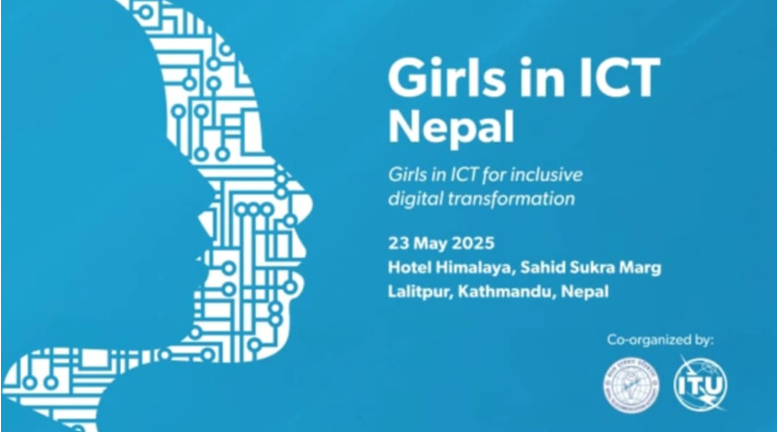 Girls in ICT
Nepal
Girls in ICT for inclusive
digital transformation
23 May 2025
Hotel Himalaya, Sahid Sukra Marg
Lalitpur, Kathmandu, Nepal
Co-organized by:
ITU